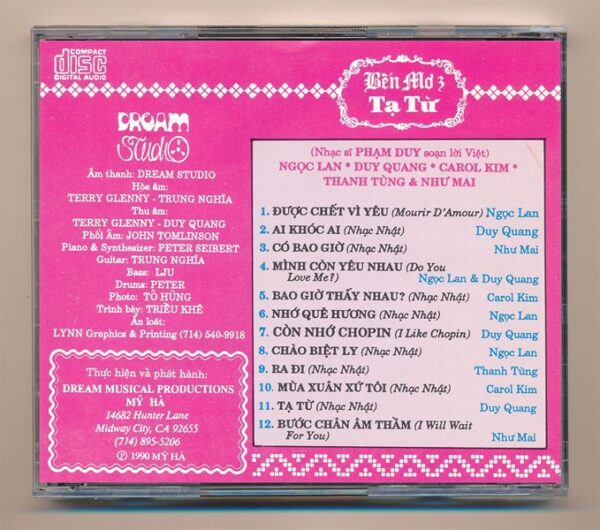 COMPACT
disc
DIGITAL AUDIO
Bến Mơ 3
Tạ Từ
DREAM
Studio
Âm thanh: DREAM STUDIO
Hòa âm:
TERRY GLENNY - TRUNG NGHĨA
Thu âm:
TERRY GLENNY - DUY QUANG
Phối Âm: JOHN TOMLINSON
Piano & Synthesizer: PETER SEIBERT
Guitar: TRUNG NGHĨA
Bass: LJU
Drums: PETER
Photo: TÔ HÙNG
Trình bày: TRIỀU KHÊ
Ấn loát:
LYNN Graphics & Printing (714) 540-9918
Thực hiện và phát hành:
DREAM MUSICAL PRODUCTIONS
MỸ HÀ
14682 Hunter Lane
Midway City, CA 92655
(714) 895-5206
Ⓟ 1990 MỸ HÀ
(Nhạc sĩ PHẠM DUY soạn lời Việt)
NGỌC LAN * DUY QUANG * CAROL KIM *
THANH TÙNG & NHƯ MAI
1. ĐƯỢC CHẾT VÌ YÊU (Mourir D'Amour) Ngọc Lan
2. AI KHÓC AI (Nhạc Nhật) Duy Quang
3. CÓ BAO GIỜ (Nhạc Nhật) Như Mai
4. MÌNH CÒN YÊU NHAU (Do You
Love Me?) Ngọc Lan & Duy Quang
5. BAO GIỜ THẤY NHAU? (Nhạc Nhật) Carol Kim
6. NHỚ QUÊ HƯƠNG (Nhạc Nhật) Ngọc Lan
7. CÒN NHỚ CHOPIN (I Like Chopin) Duy Quang
8. CHÀO BIỆT LY (Nhạc Nhật) Ngọc Lan
9. RA ĐI (Nhạc Nhật) Thanh Tùng
10. MÙA XUÂN XỨ TÔI (Nhạc Nhật) Carol Kim
11. TẠ TỪ (Nhạc Nhật) Duy Quang
12. BƯỚC CHÂN ÂM THẦM (I Will Wait
For You) Như Mai